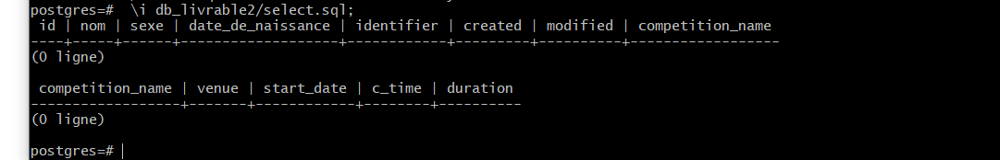 postgres=#  \i db_livrable2/select.sql;
 id | nom | sexe | date_de_naissance | identifier | created | modified | competition_name
----+-----+------+-------------------+------------+---------+----------+------------------
(0 ligne)

 competition_name | venue | start_date | c_time | duration
------------------+-------+------------+--------+----------
(0 ligne)

postgres=#